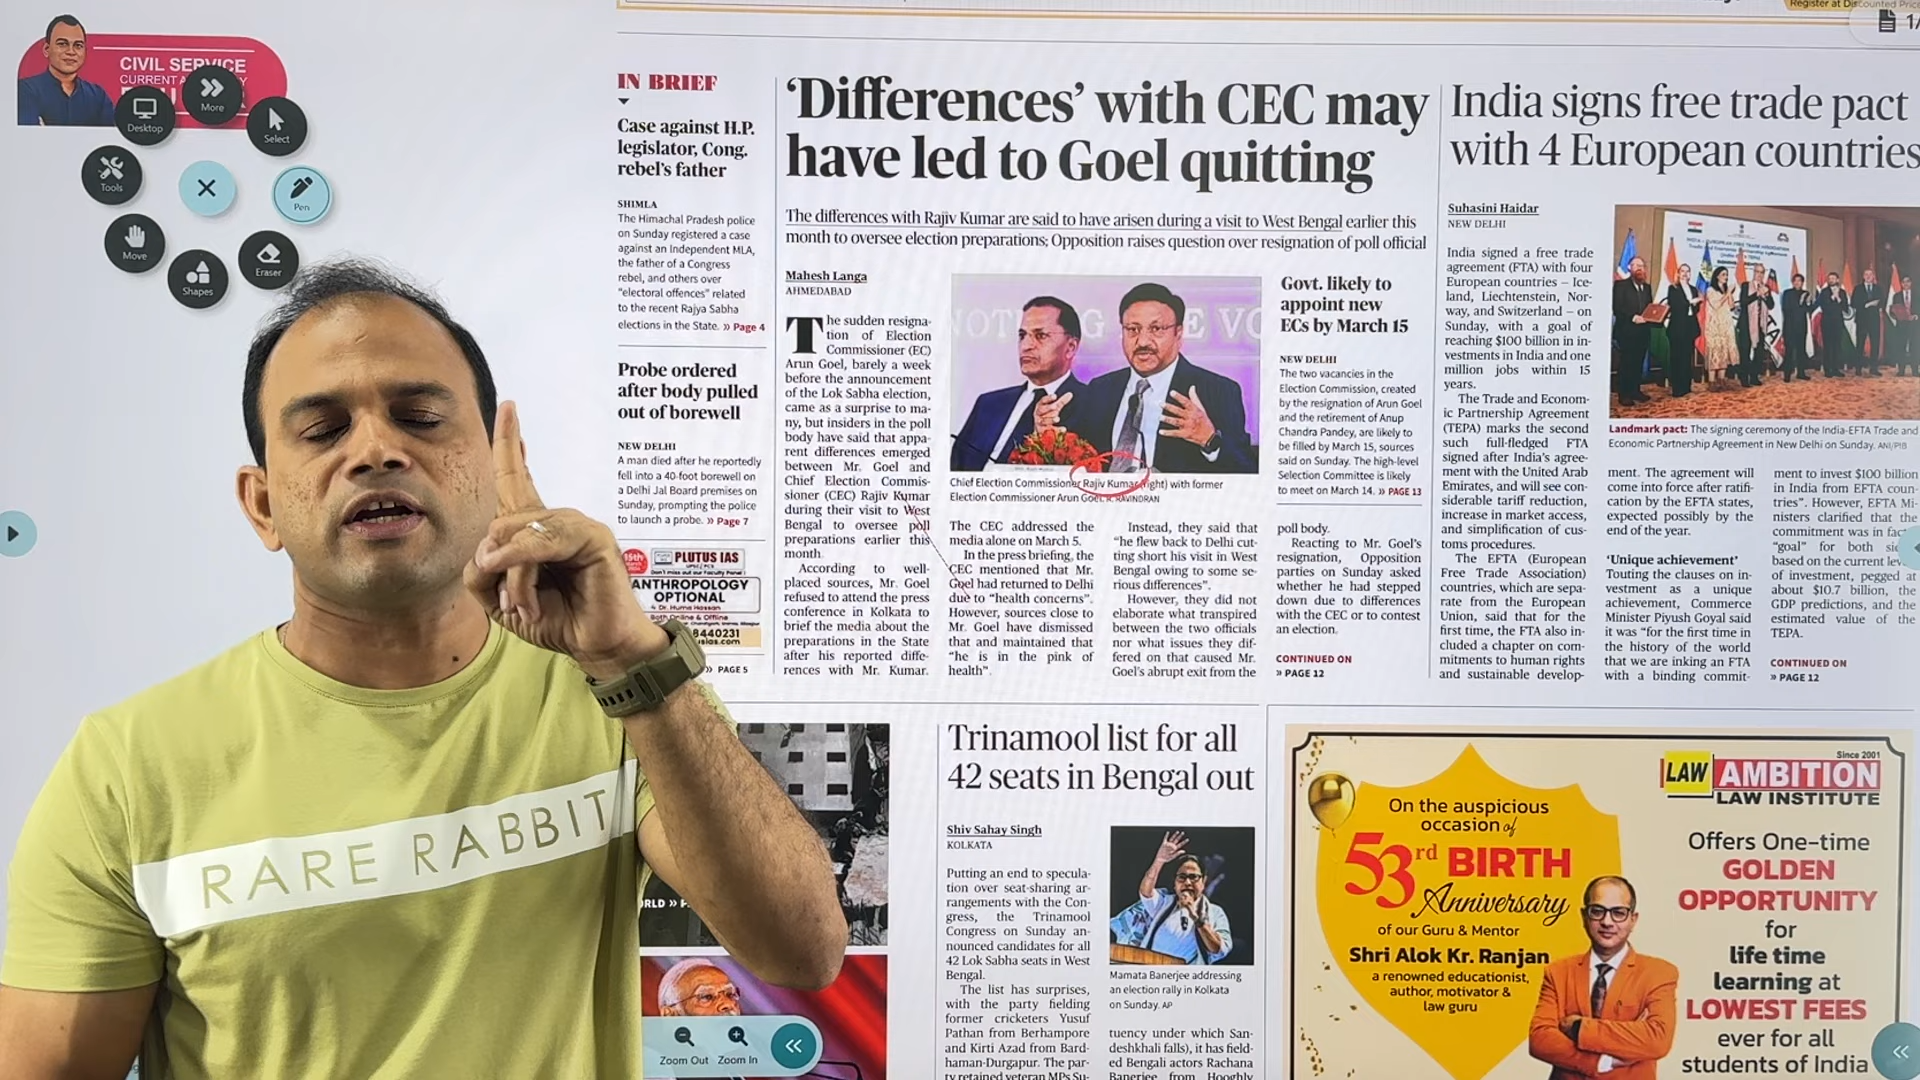 Register at Discounted Price
1/
CIVIL SERVICE
CURRENT A
Desktop
More
Select
Tools
Pen
Move
Shapes
Eraser
IN BRIEF
Case against H.P.
legislator, Cong.
rebel's father
SHIMLA
The Himachal Pradesh police
on Sunday registered a case
against an Independent MLA,
the father of a Congress
rebel, and others over
"electoral offences" related
to the recent Rajya Sabha
elections in the State. » Page 4
Probe ordered
after body pulled
out of borewell
NEW DELHI
A man died after he reportedly
fell into a 40-foot borewell on
a Delhi Jal Board premises on
Sunday, prompting the police
to launch a probe. » Page 7
PLUTUS IAS
ANTHROPOLOGY
OPTIONAL
Dr. Huma Hassan
Both Online & Offline
8440231
» PAGE 5
'Differences' with CEC may
have led to Goel quitting
The differences with Rajiv Kumar are said to have arisen during a visit to West Bengal earlier this
month to oversee election preparations; Opposition raises question over resignation of poll official
Mahesh Langa
AHMEDABAD
The sudden resigna-
tion of Election
Commissioner (EC)
Arun Goel, barely a week
before the announcement
of the Lok Sabha election,
came as a surprise to ma-
ny, but insiders in the poll
body have said that appa-
rent differences emerged
between Mr. Goel and
Chief Election Commis-
sioner (CEC) Rajiv Kumar
during their visit to West
Bengal to oversee poll
preparations earlier this
month.
According to well-
placed sources, Mr. Goel
refused to attend the press
conference in Kolkata to
brief the media about the
preparations in the State
after his reported diffe-
rences with Mr. Kumar.
Chief Election Commissioner Rajiv Kumar (right) with former
Election Commissioner Arun Goel. R. RAVINDRAN
The CEC addressed the
media alone on March 5.
In the press briefing, the
CEC mentioned that Mr.
Goel had returned to Delhi
due to "health concerns".
However, sources close to
Mr. Goel have dismissed
that and maintained that
"he is in the pink of
health".
Instead, they said that
"he flew back to Delhi cut-
ting short his visit in West
Bengal owing to some se-
rious differences".
However, they did not
elaborate what transpired
between the two officials
nor what issues they dif-
fered on that caused Mr.
Goel's abrupt exit from the
Govt. likely to
appoint new
ECs by March 15
NEW DELHI
The two vacancies in the
Election Commission, created
by the resignation of Arun Goel
and the retirement of Anup
Chandra Pandey, are likely to
be filled by March 15, sources
said on Sunday. The high-level
Selection Committee is likely
to meet on March 14. » PAGE 13
poll body.
Reacting to Mr. Goel's
resignation, Opposition
parties on Sunday asked
whether he had stepped
down due to differences
with the CEC or to contest
an election.
CONTINUED ON
» PAGE 12
India signs free trade pact
with 4 European countries
Suhasini Haidar
NEW DELHI
India signed a free trade
agreement (FTA) with four
European countries – Ice-
land, Liechtenstein, Nor-
way, and Switzerland – on
Sunday, with a goal of
reaching $100 billion in in-
vestments in India and one
million jobs within 15
years.
The Trade and Econom-
ic Partnership Agreement
(TEPA) marks the second
such full-fledged FTA
signed after India's agree-
ment with the United Arab
Emirates, and will see con-
siderable tariff reduction,
increase in market access,
and simplification of cus-
toms procedures.
The EFTA (European
Free Trade Association)
countries, which are sepa-
rate from the European
Union, said that for the
first time, the FTA also in-
cluded a chapter on com-
mitments to human rights
and sustainable develop-
Landmark pact: The signing ceremony of the India-EFTA Trade and
Economic Partnership Agreement in New Delhi on Sunday. ANI/PIB
ment. The agreement will
come into force after ratifi-
cation by the EFTA states,
expected possibly by the
end of the year.
'Unique achievement'
Touting the clauses on in-
vestment as a unique
achievement, Commerce
Minister Piyush Goyal said
it was "for the first time in
the history of the world
that we are inking an FTA
with a binding commit-
ment to invest $100 billion
in India from EFTA coun-
tries". However, EFTA Mi-
nisters clarified that the
commitment was in fac
"goal" for both si
based on the current lev
of investment, pegged at
about $10.7 billion, the
GDP predictions, and the
estimated value of the
TEPA.
CONTINUED ON
» PAGE 12
RARE RABBIT
RLD » P
Zoom Out
Zoom In
Trinamool list for all
42 seats in Bengal out
Shiv Sahay Singh
KOLKATA
Putting an end to specula-
tion over seat-sharing ar-
rangements with the Con-
gress, the Trinamool
Congress on Sunday an-
nounced candidates for all
42 Lok Sabha seats in West
Bengal.
The list has surprises,
with the party fielding
former cricketers Yusuf
Pathan from Berhampore
and Kirti Azad from Bard-
haman-Durgapur. The par-
ty retained veteran MPs Su-
Mamata Banerjee addressing
an election rally in Kolkata
on Sunday. AP
tuency under which San-
deshkhali falls), it has field-
ed Bengali actors Rachana
Banerjee from Hooghly
On the auspicious
occasion of
53rd BIRTH
Anniversary
of our Guru & Mentor
Shri Alok Kr. Ranjan
a renowned educationist,
author, motivator &
law guru
Since 2001
LAW AMBITION
LAW INSTITUTE
Offers One-time
GOLDEN
OPPORTUNITY
for
life time
learning at
LOWEST FEES
ever for all
students of India